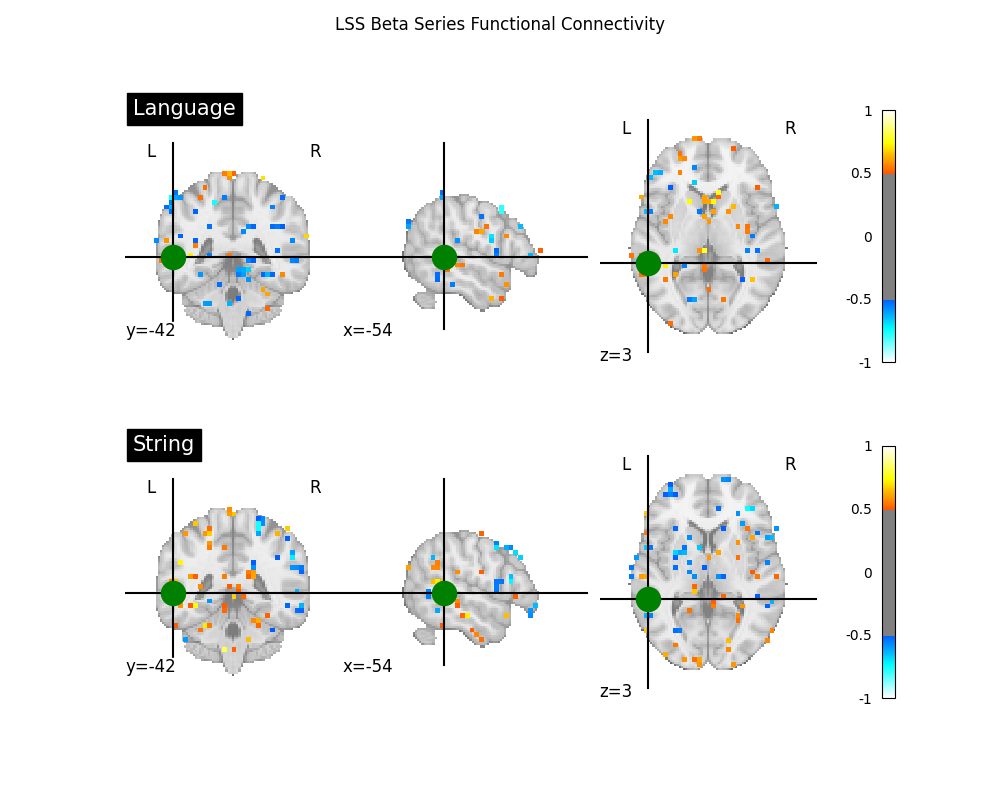 LSS Beta Series Functional Connectivity
Language
L R L R
y=-42 x=-54 z=3
1
0.5
0
-0.5
-1
String
L R L R
y=-42 x=-54 z=3
1
0.5
0
-0.5
-1